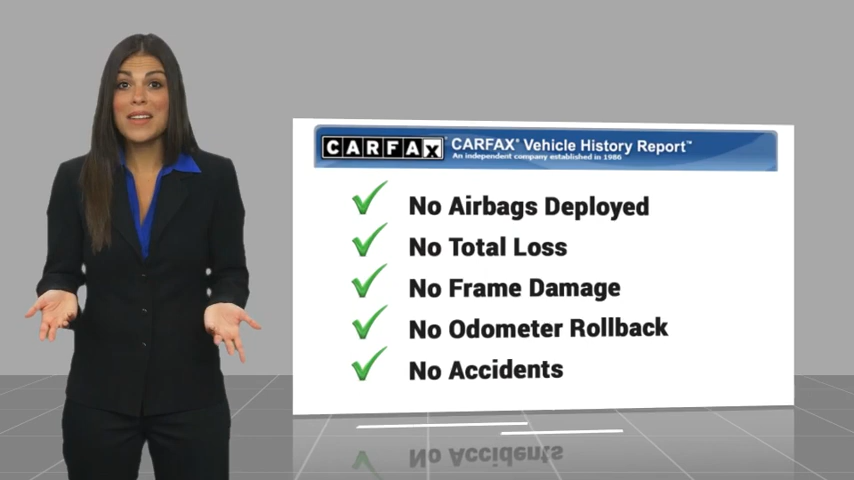 CARFAX CARFAX® Vehicle History Report™
An independent company established in 1986
No Airbags Deployed
No Total Loss
No Frame Damage
No Odometer Rollback
No Accidents
No Accidents